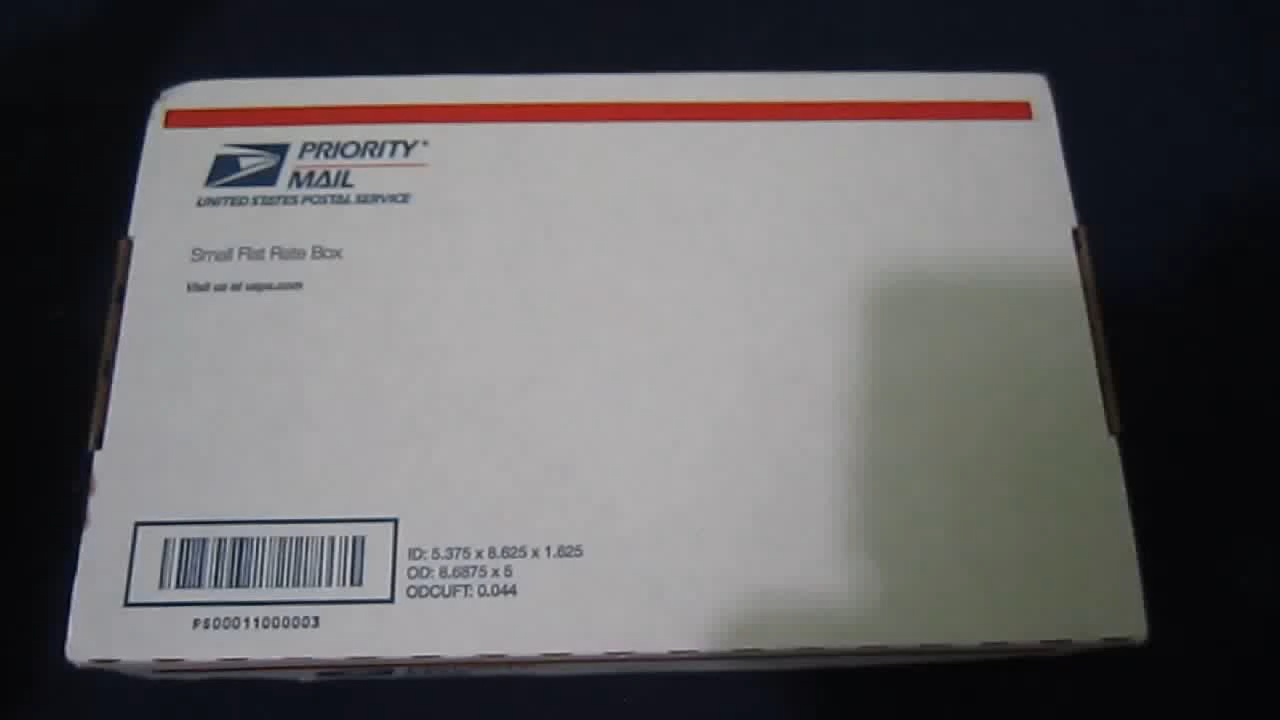 PRIORITY®
MAIL
UNITED STATES POSTAL SERVICE
Small Flat Rate Box
Visit us at usps.com
ID: 5.375 x 8.625 x 1.625
OD: 8.6875 x 5
ODCUFT: 0.044
PS00011000003